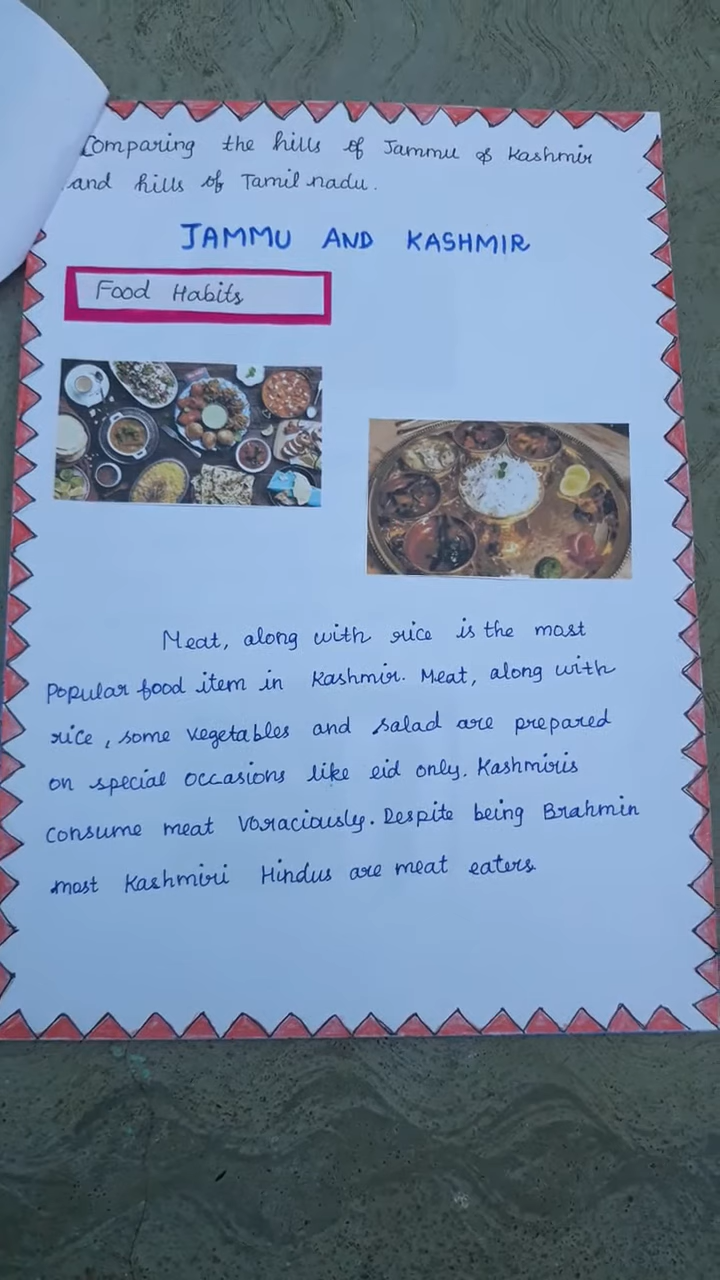 Comparing the hills of Jammu & Kashmir
and hills of Tamil nadu.
JAMMU AND KASHMIR
Food Habits
Meat, along with rice is the most
Popular food item in Kashmir. Meat, along with
rice, some vegetables and salad are prepared
on special occasions like eid only. Kashmiris
consume meat voraciously. Despite being Brahmin
most Kashmiri Hindus are meat eaters.